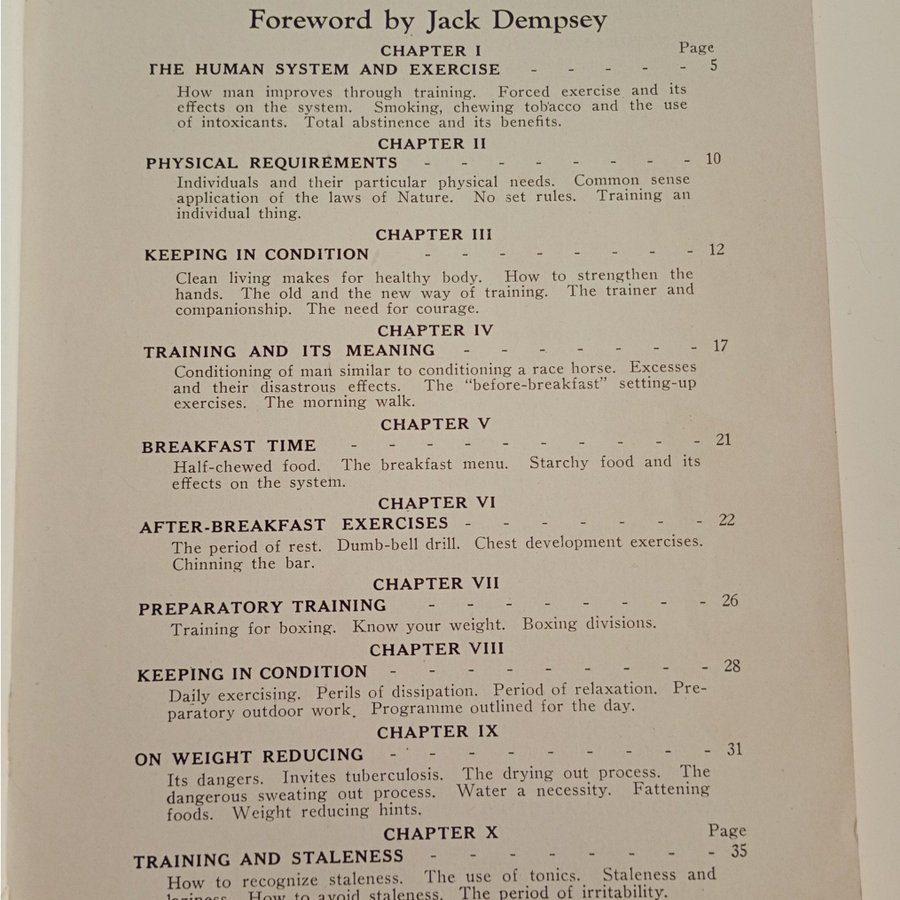 Foreword by Jack Dempsey
CHAPTER I Page
THE HUMAN SYSTEM AND EXERCISE - - - - - 5
How man improves through training. Forced exercise and its
effects on the system. Smoking, chewing tobacco and the use
of intoxicants. Total abstinence and its benefits.
CHAPTER II
PHYSICAL REQUIREMENTS - - - - - - - - 10
Individuals and their particular physical needs. Common sense
application of the laws of Nature. No set rules. Training an
individual thing.
CHAPTER III
KEEPING IN CONDITION - - - - - - - - 12
Clean living makes for healthy body. How to strengthen the
hands. The old and the new way of training. The trainer and
companionship. The need for courage.
CHAPTER IV
TRAINING AND ITS MEANING - - - - - - - 17
Conditioning of man similar to conditioning a race horse. Excesses
and their disastrous effects. The "before-breakfast" setting-up
exercises. The morning walk.
CHAPTER V
BREAKFAST TIME - - - - - - - - - - 21
Half-chewed food. The breakfast menu. Starchy food and its
effects on the system.
CHAPTER VI
AFTER-BREAKFAST EXERCISES - - - - - - - 22
The period of rest. Dumb-bell drill. Chest development exercises.
Chinning the bar.
CHAPTER VII
PREPARATORY TRAINING - - - - - - - - 26
Training for boxing. Know your weight. Boxing divisions.
CHAPTER VIII
KEEPING IN CONDITION - - - - - - - - - 28
Daily exercising. Perils of dissipation. Period of relaxation. Pre-
paratory outdoor work. Programme outlined for the day.
CHAPTER IX
ON WEIGHT REDUCING - - - - - - - - - 31
Its dangers. Invites tuberculosis. The drying out process. The
dangerous sweating out process. Water a necessity. Fattening
foods. Weight reducing hints.
CHAPTER X Page
TRAINING AND STALENESS - - - - - - - - 35
How to recognize staleness. The use of tonics. Staleness and
laziness. How to avoid staleness. The period of irritability.